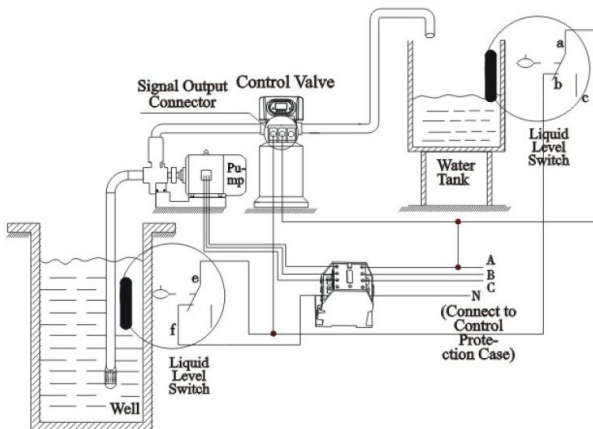 Signal Output
Connector
Control Valve
a
b
c
Liquid
Level
Switch
Water
Tank
Pu-
mp
A
B
C
N
(Connect to
Control
Prote-
ction Case)
e
f
Liquid
Level
Switch
Well